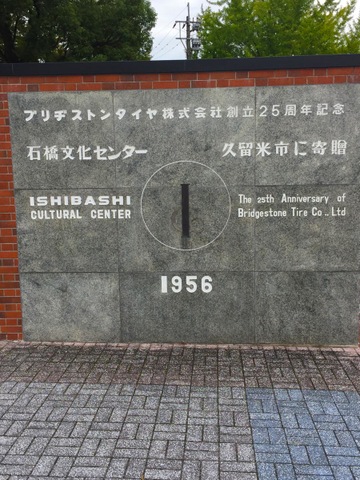 ブリヂストンタイヤ株式会社創立25周年記念
石橋文化センター 久留米市に寄贈
ISHIBASHI
CULTURAL CENTER
The 25th Anniversary of
Bridgestone Tire Co., Ltd
1956